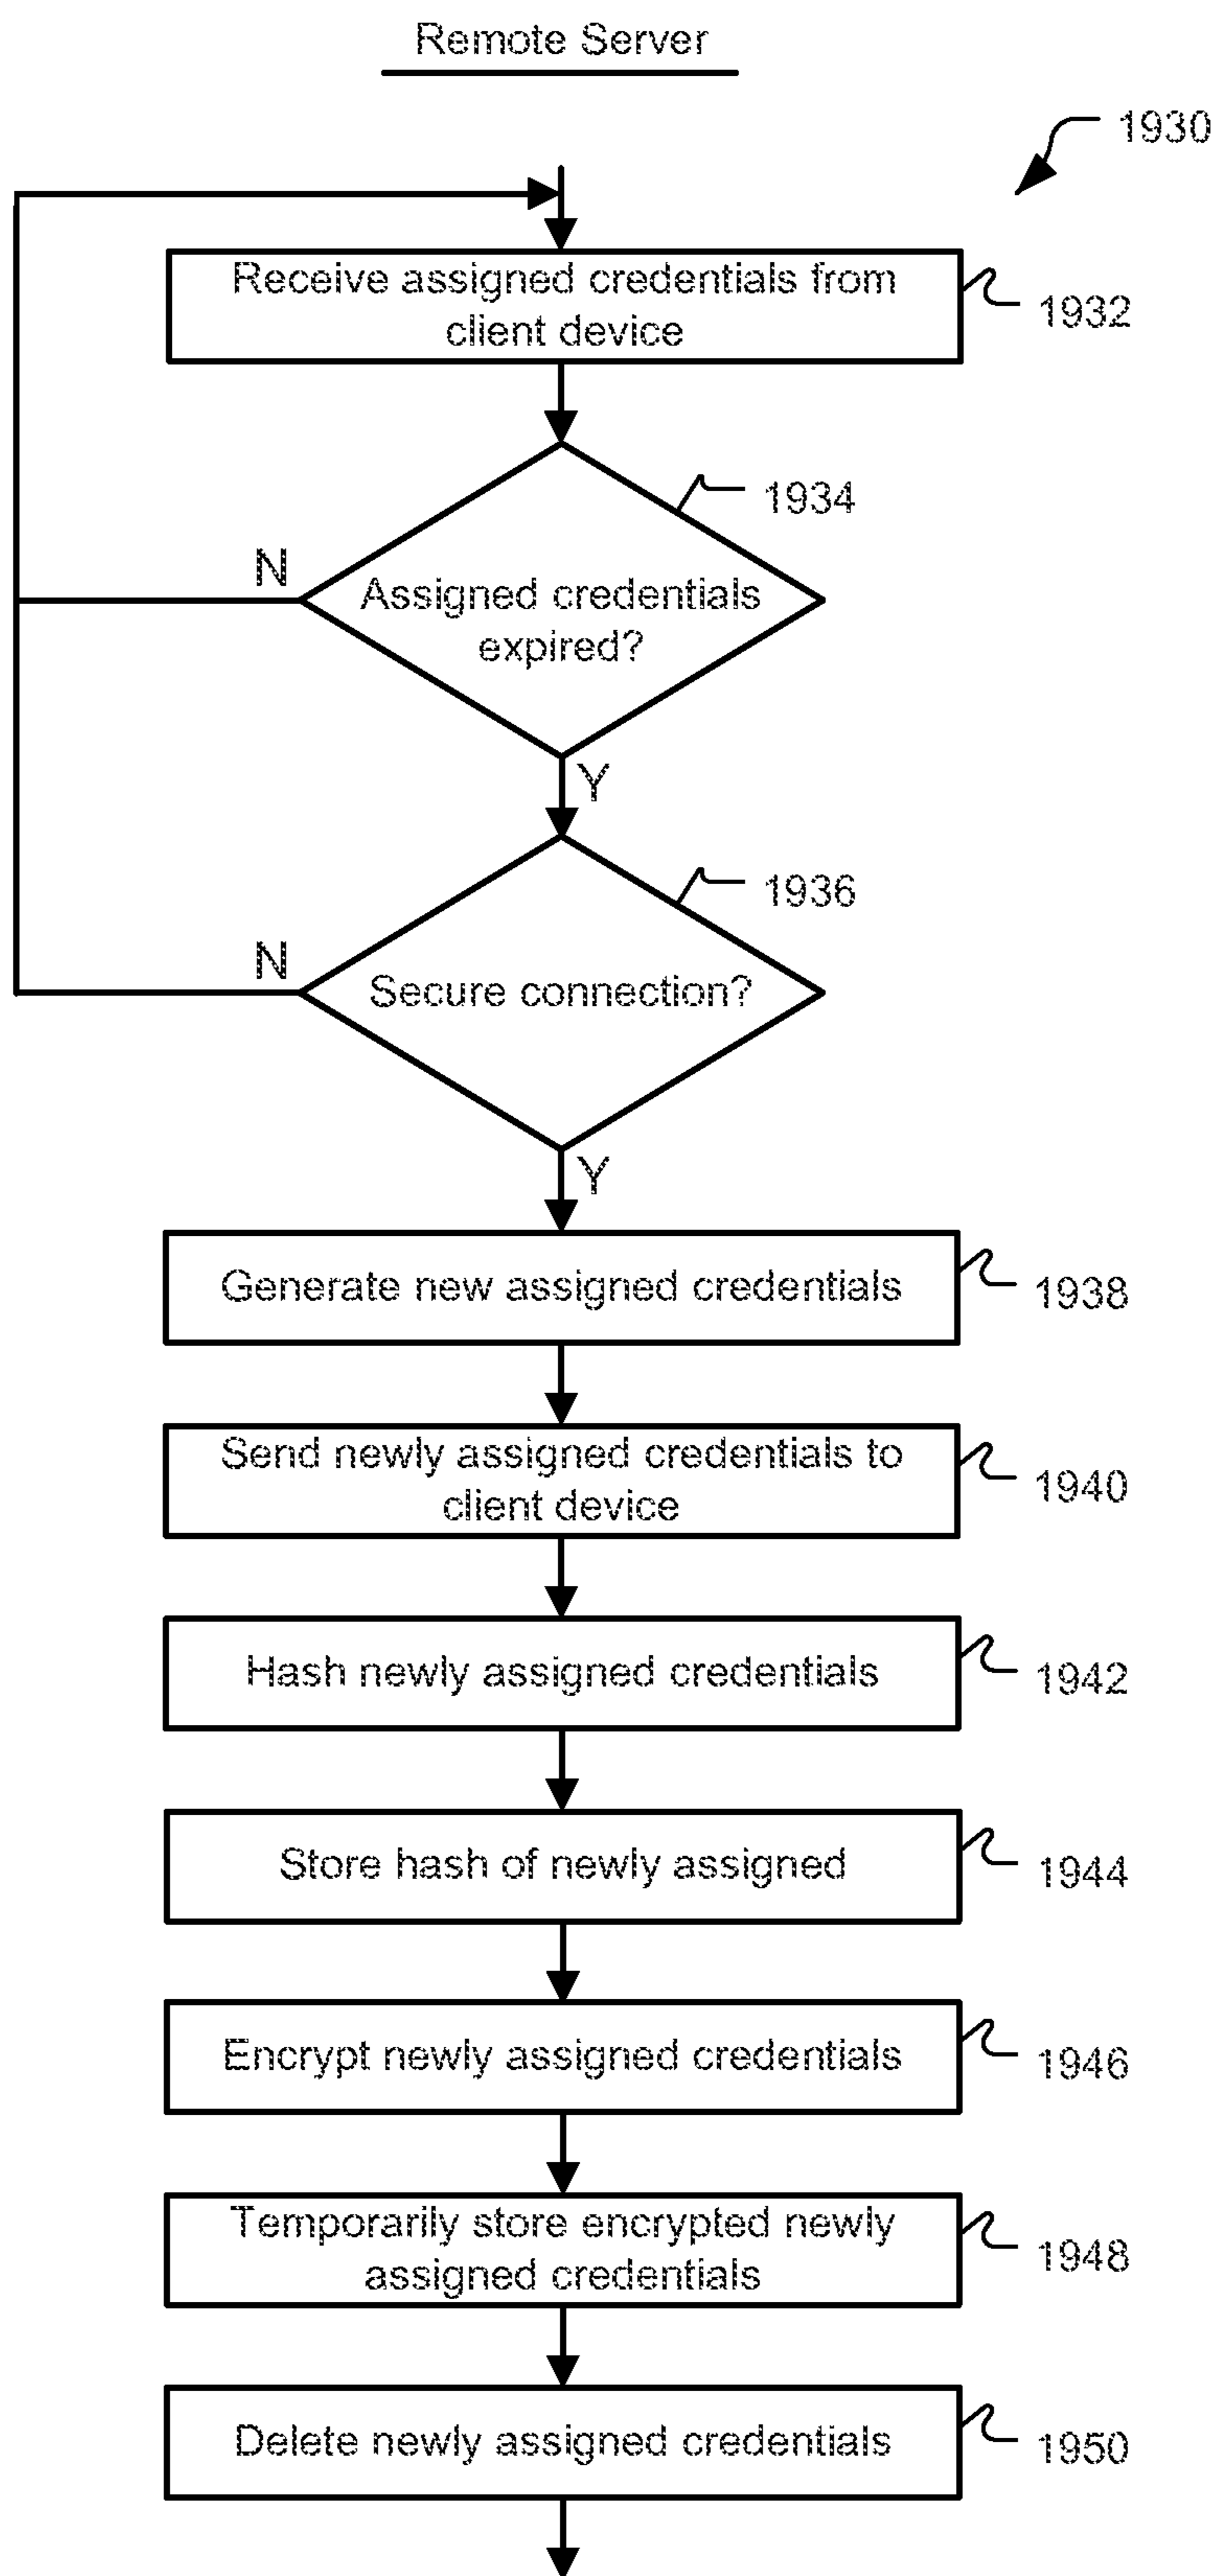 Remote Server
1930
Receive assigned credentials from
client device
1932
1934
N
Assigned credentials
expired?
Y
1936
N
Secure connection?
Y
Generate new assigned credentials
1938
Send newly assigned credentials to
client device
1940
Hash newly assigned credentials
1942
Store hash of newly assigned
1944
Encrypt newly assigned credentials
1946
Temporarily store encrypted newly
assigned credentials
1948
Delete newly assigned credentials
1950